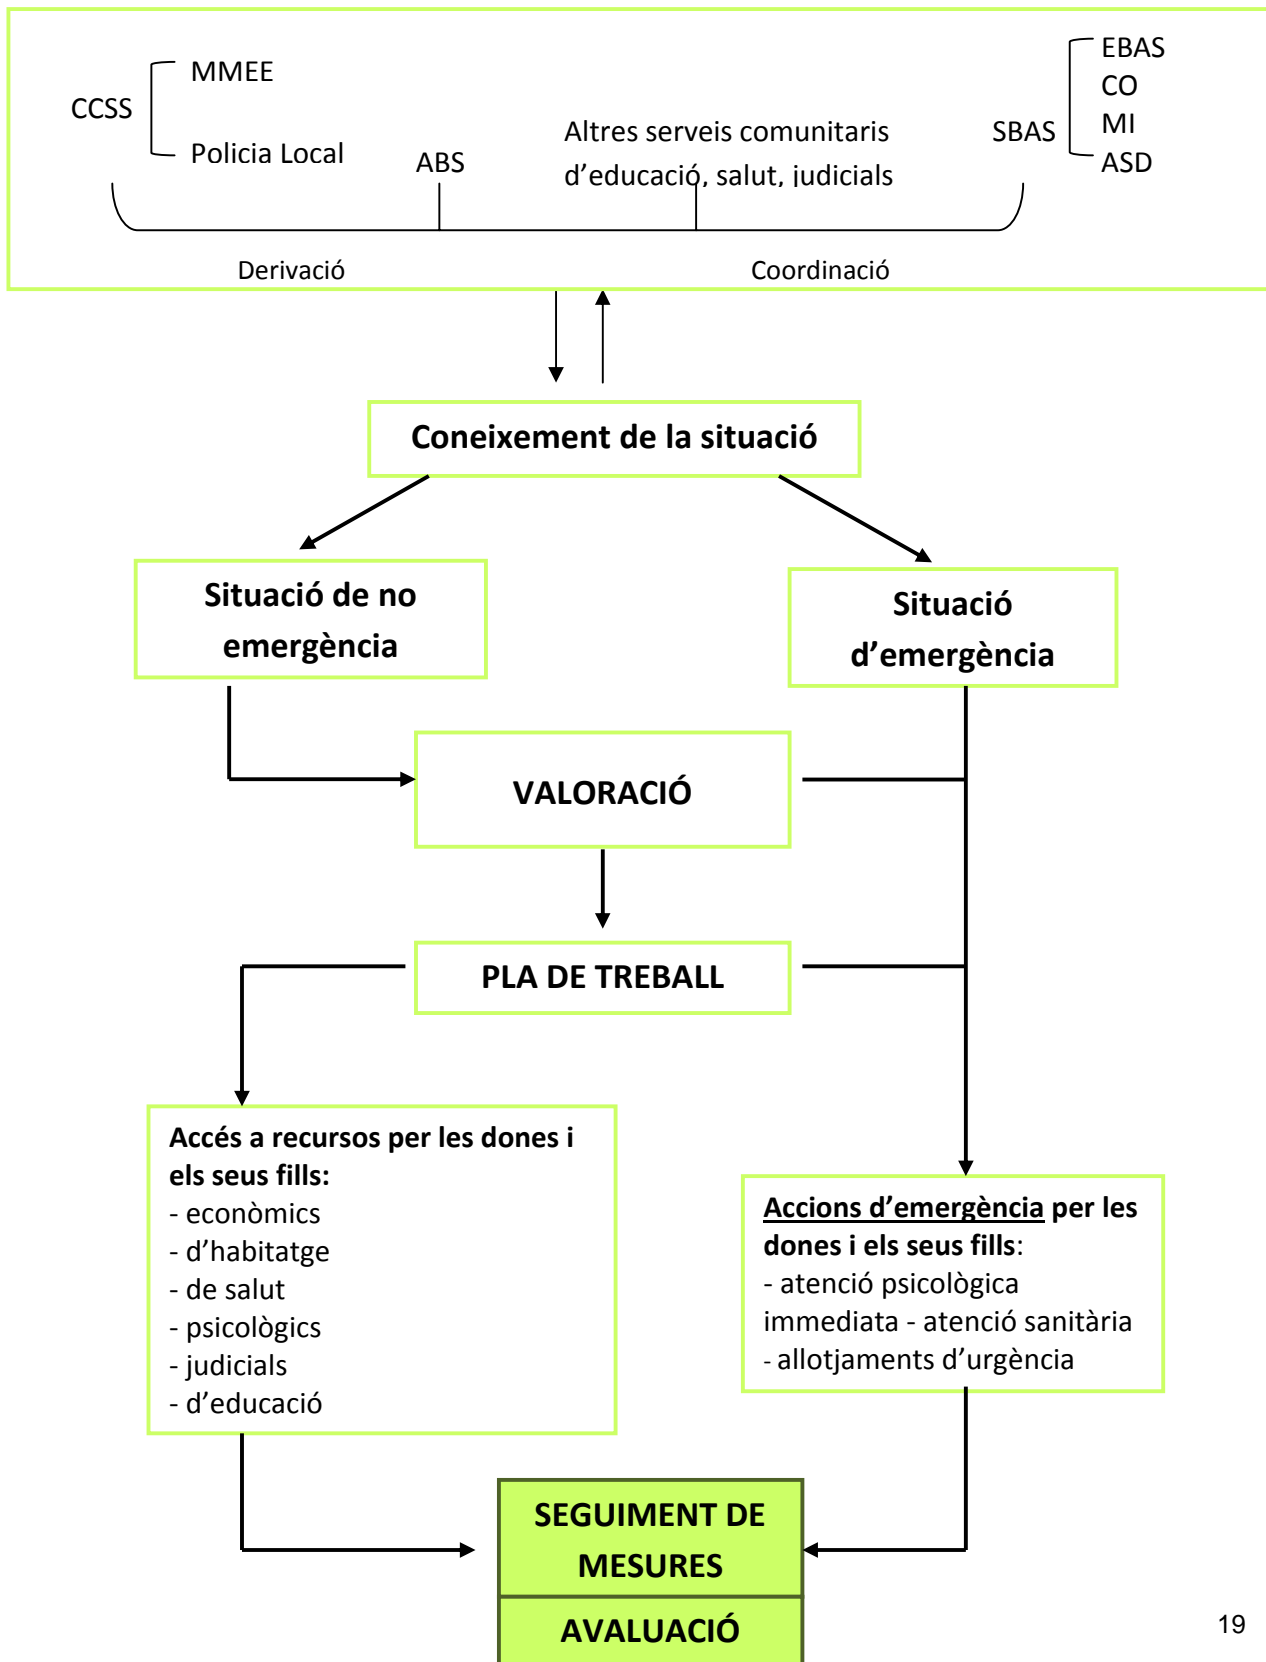 CCSS
MMEE
Policia Local
ABS
Altres serveis comunitaris
d’educació, salut, judicials
SBAS
EBAS
CO
MI
ASD
Derivació
Coordinació
Coneixement de la situació
Situació de no
emergència
Situació
d’emergència
VALORACIÓ
PLA DE TREBALL
Accés a recursos per les dones i
els seus fills:
- econòmics
- d’habitatge
- de salut
- psicològics
- judicials
- d’educació
Accions d’emergència per les
dones i els seus fills:
- atenció psicològica
immediata - atenció sanitària
- allotjaments d’urgència
SEGUIMENT DE
MESURES
AVALUACIÓ
19